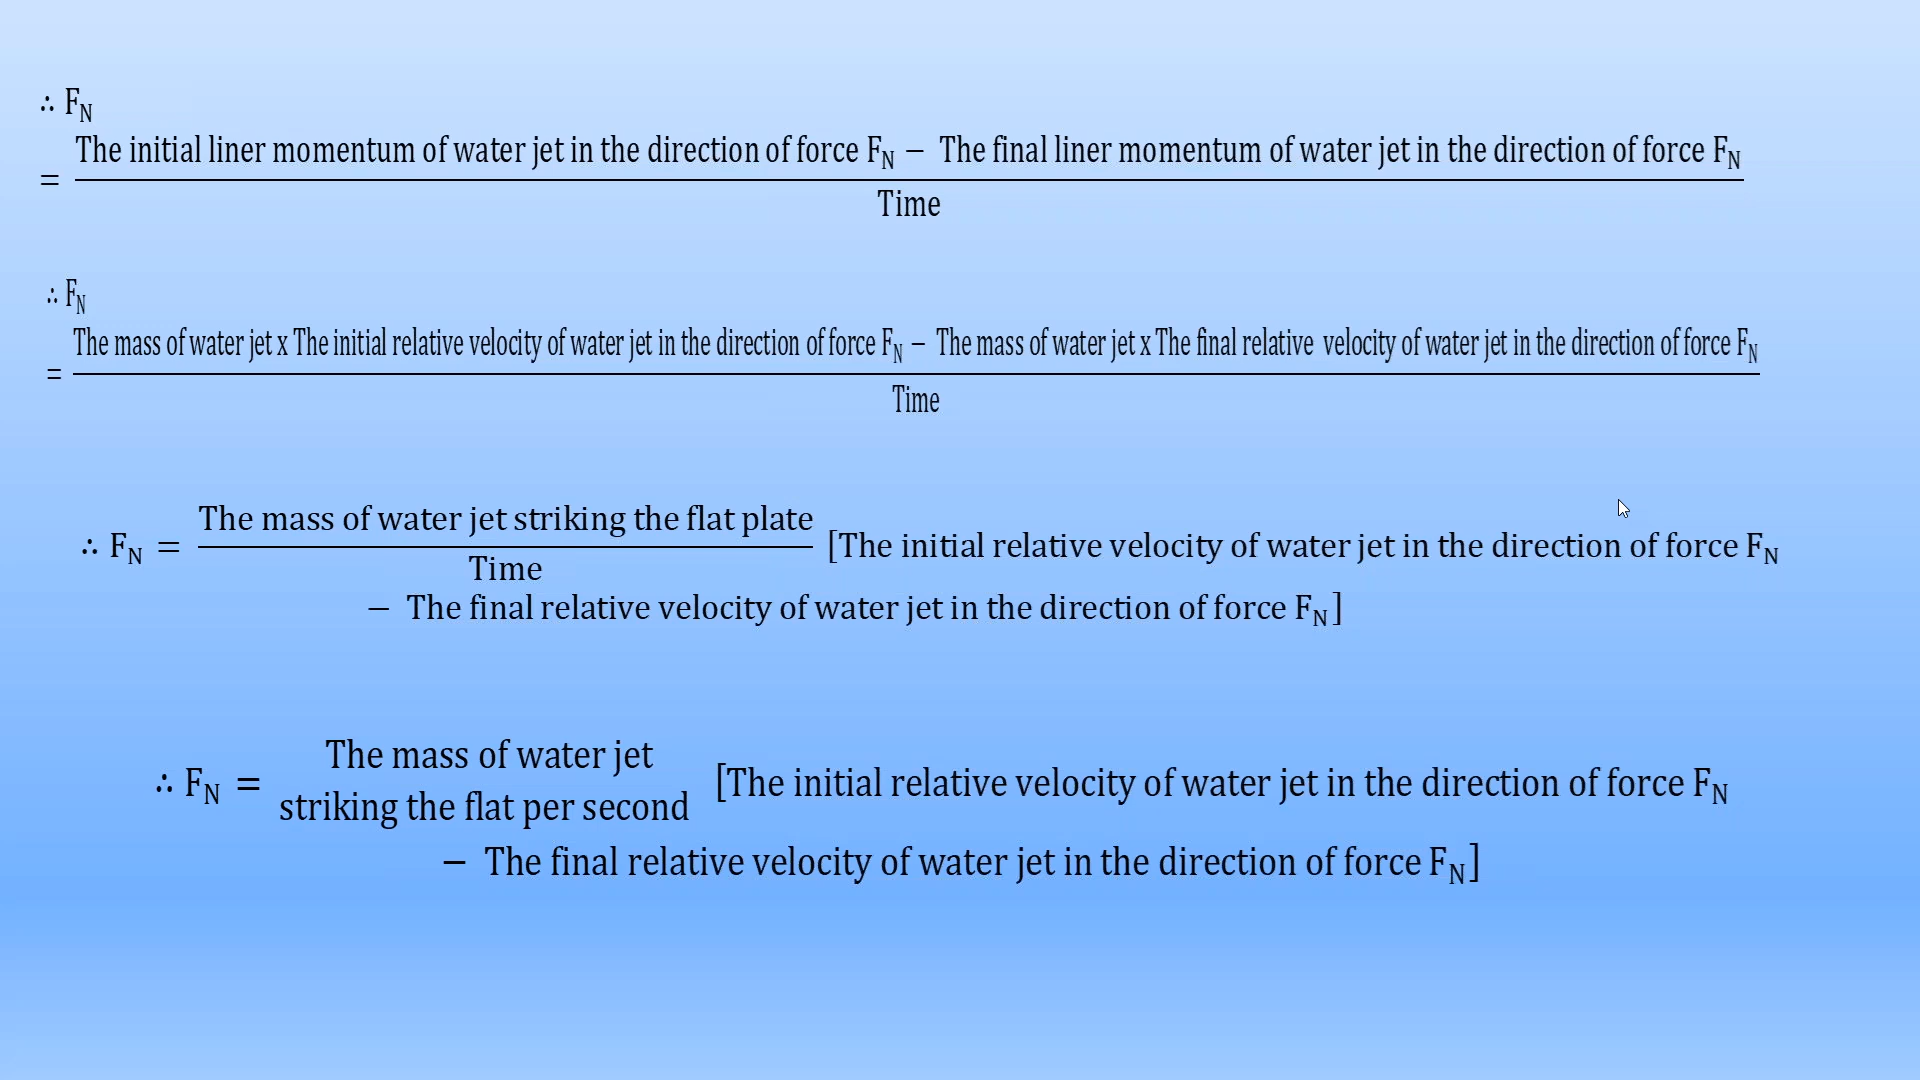 ∴ F_N
= The initial liner momentum of water jet in the direction of force F_N − The final liner momentum of water jet in the direction of force F_N
Time
∴ F_N
= The mass of water jet x The initial relative velocity of water jet in the direction of force F_N − The mass of water jet x The final relative velocity of water jet in the direction of force F_N
Time
∴ F_N = The mass of water jet striking the flat plate [The initial relative velocity of water jet in the direction of force F_N
Time
− The final relative velocity of water jet in the direction of force F_N]
The mass of water jet
∴ F_N = striking the flat per second [The initial relative velocity of water jet in the direction of force F_N
− The final relative velocity of water jet in the direction of force F_N]